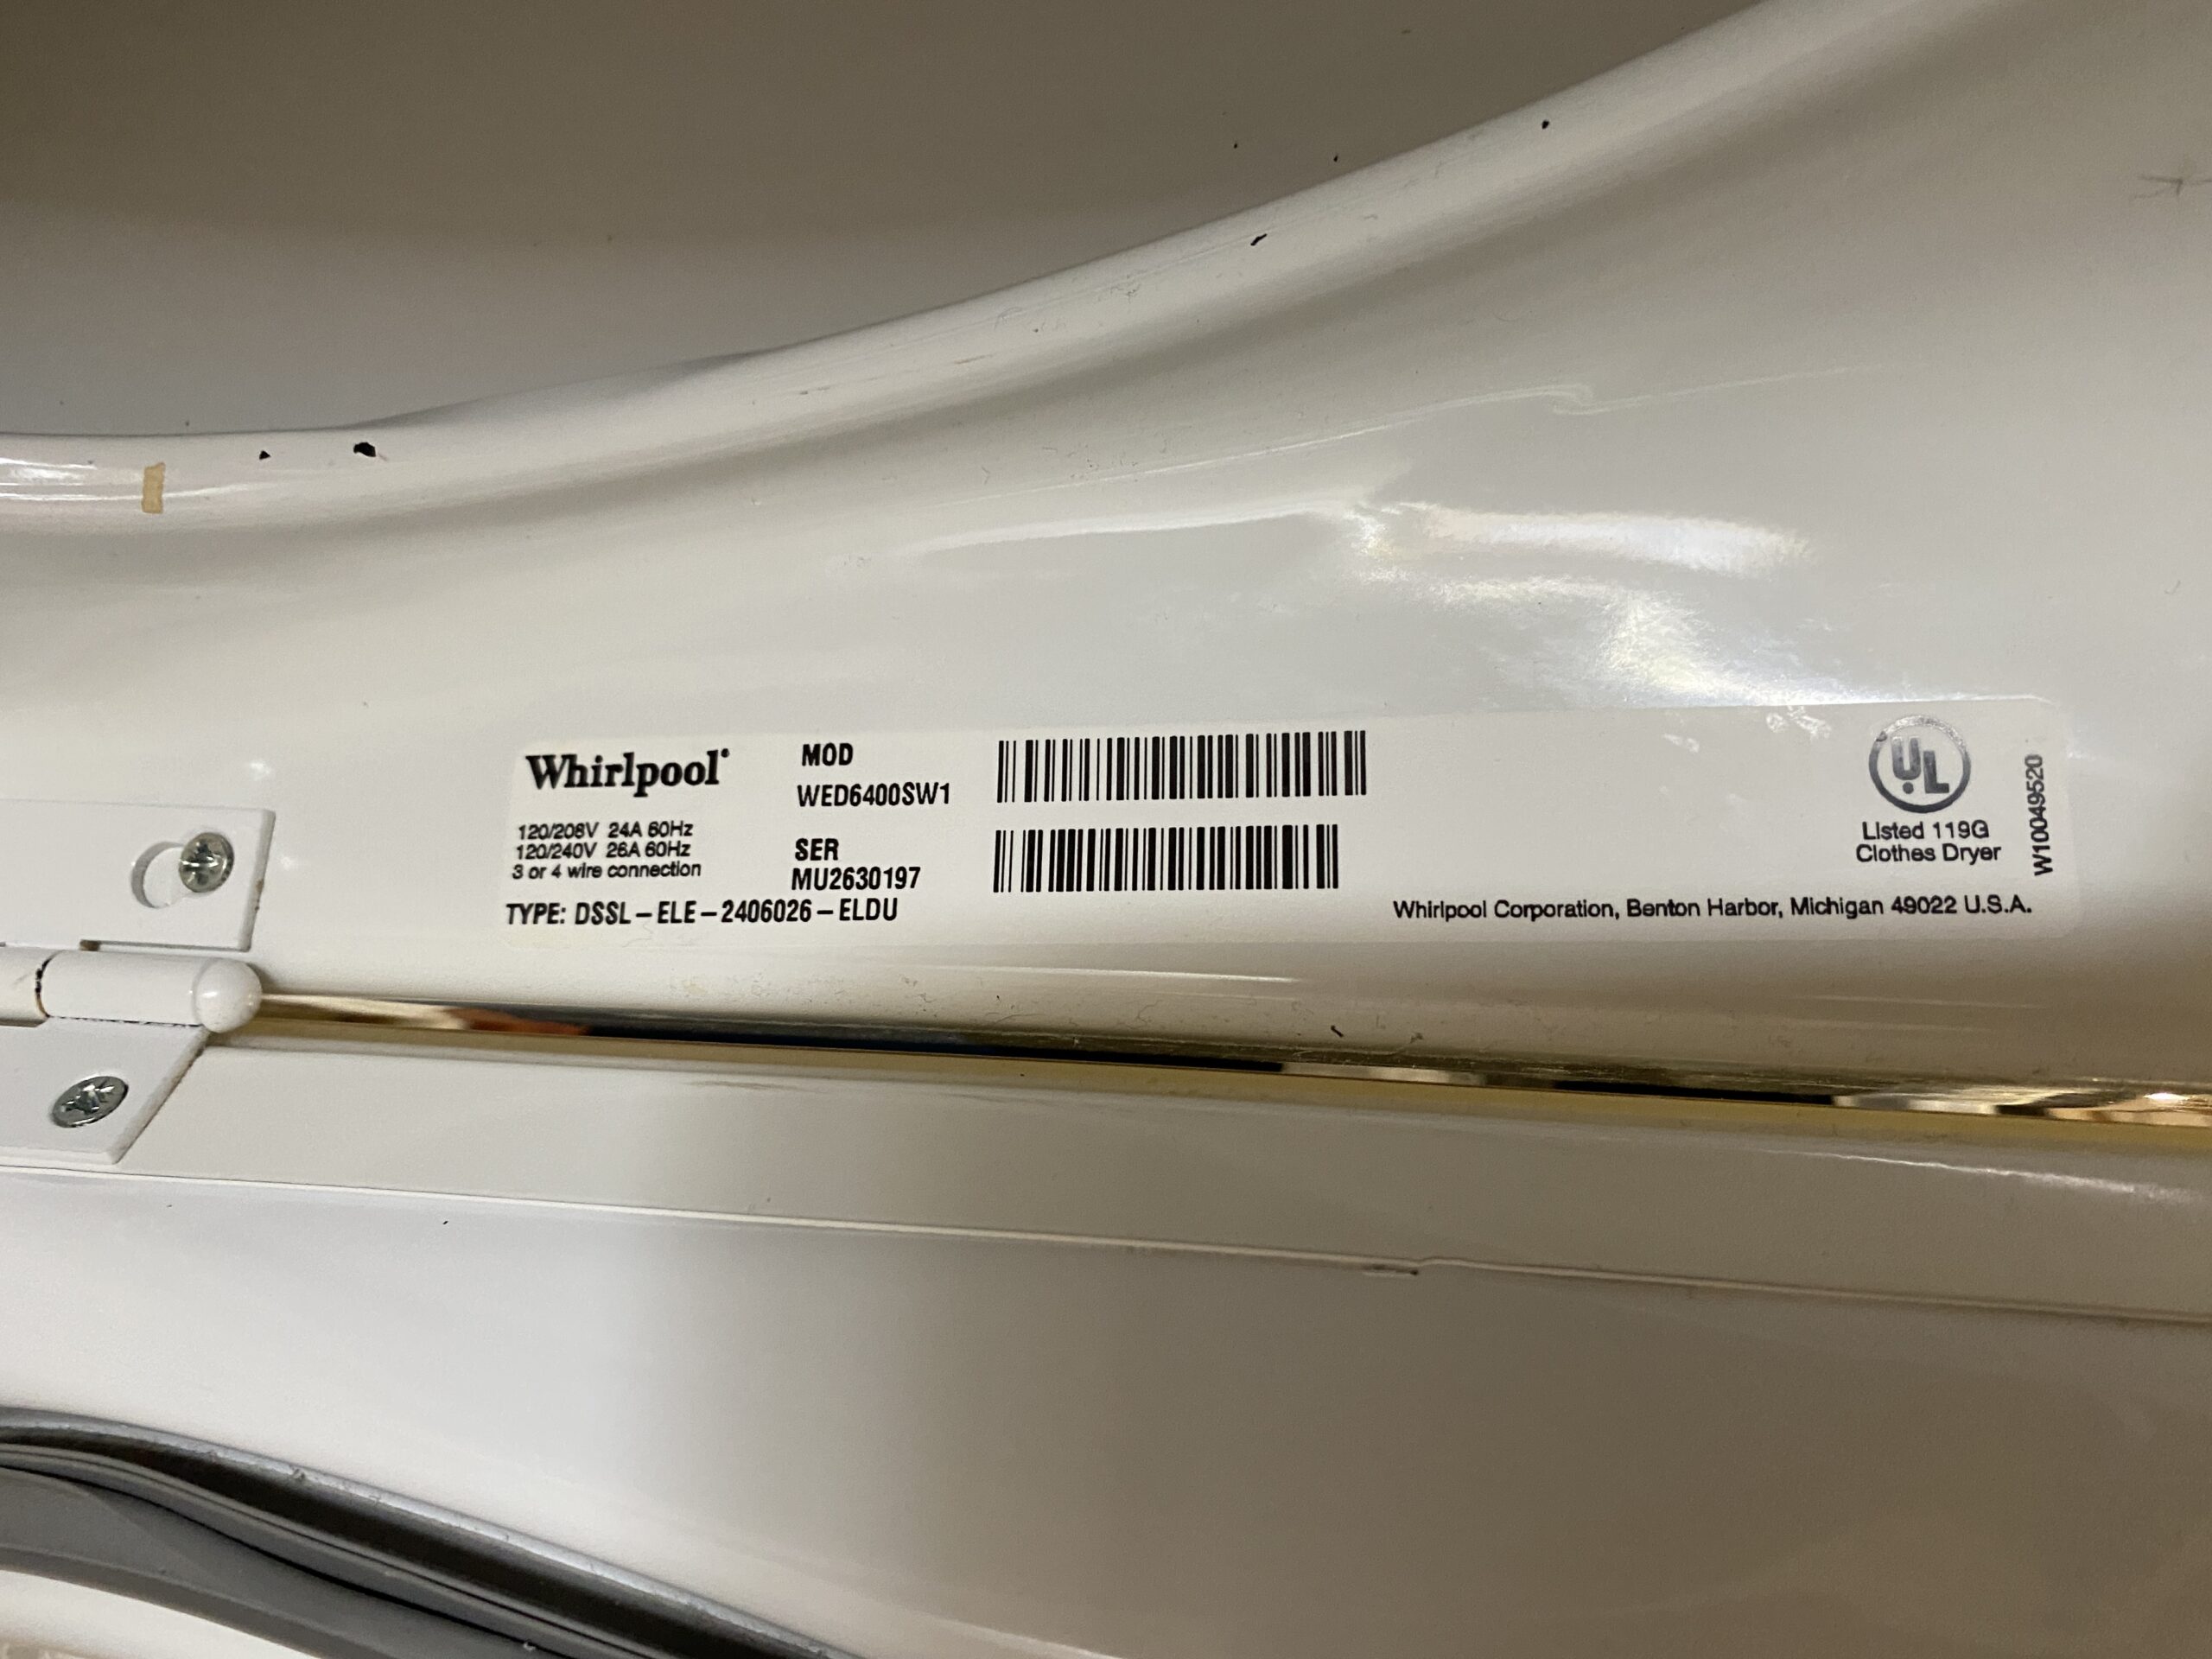 Whirlpool
MOD
WED6400SW1
120/208V 24A 60Hz
120/240V 26A 60Hz
3 or 4 wire connection
SER
MU2630197
TYPE: DSSL-ELE-2406026-ELDU
UL
Listed 119G
Clothes Dryer
W10049520
Whirlpool Corporation, Benton Harbor, Michigan 49022 U.S.A.